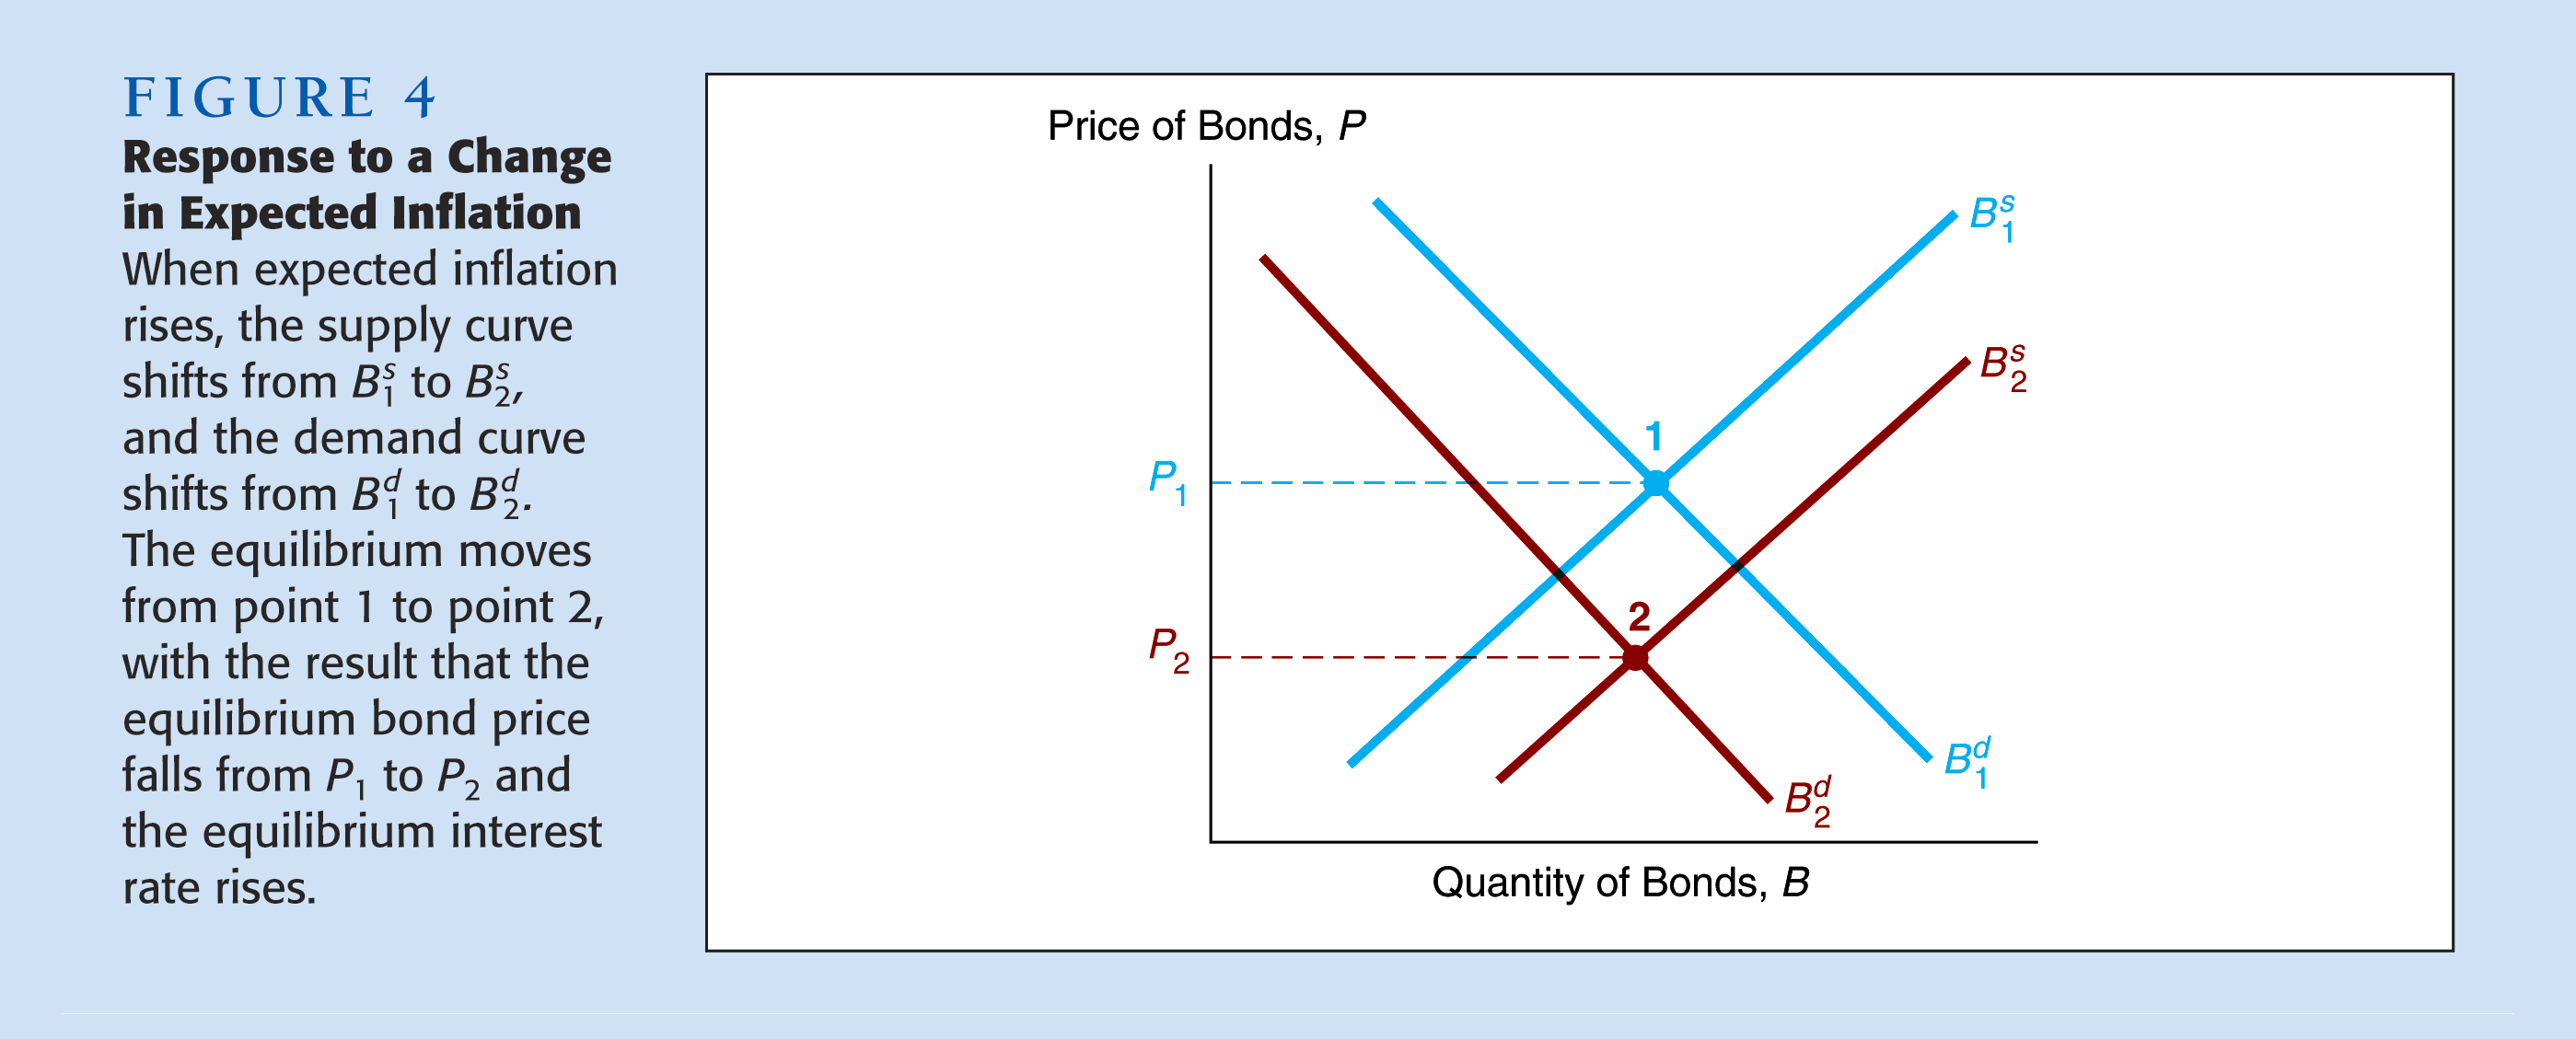 FIGURE 4
Response to a Change
in Expected Inflation
When expected inflation
rises, the supply curve
shifts from B₁ˢ to B₂ˢ,
and the demand curve
shifts from B₁ᵈ to B₂ᵈ.
The equilibrium moves
from point 1 to point 2,
with the result that the
equilibrium bond price
falls from P₁ to P₂ and
the equilibrium interest
rate rises.
Price of Bonds, P
B₁ˢ
B₂ˢ
1
P₁
2
P₂
B₁ᵈ
B₂ᵈ
Quantity of Bonds, B